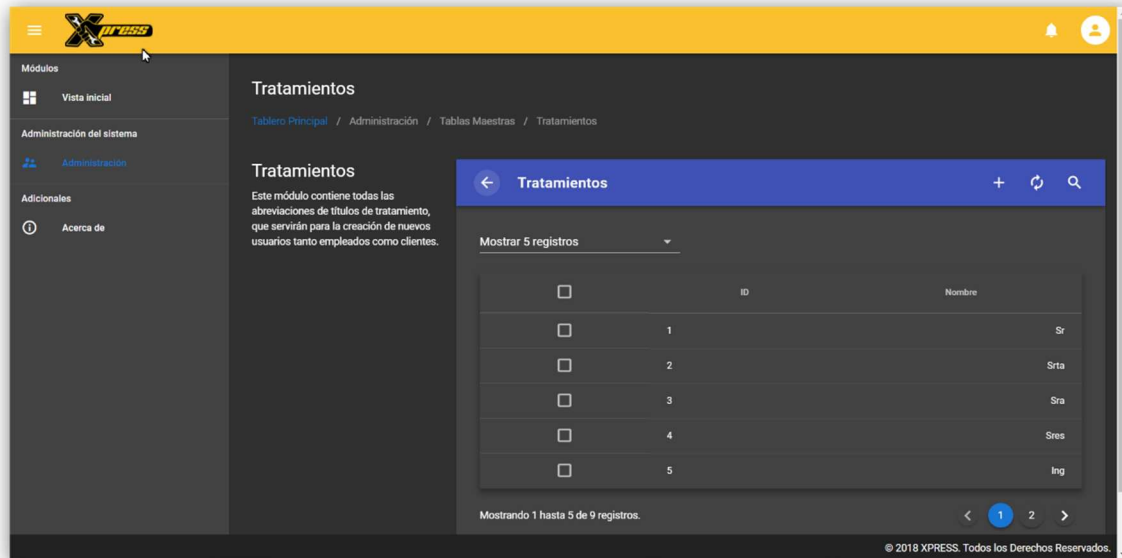 Xpress
Módulos
Vista inicial
Administración del sistema
Administración
Adicionales
Acerca de
Tratamientos
Tablero Principal / Administración / Tablas Maestras / Tratamientos
Tratamientos
Este módulo contiene todas las
abreviaciones de títulos de tratamiento,
que servirán para la creación de nuevos
usuarios tanto empleados como clientes.
Tratamientos
Mostrar 5 registros
ID Nombre
1 Sr
2 Srta
3 Sra
4 Sres
5 Ing
Mostrando 1 hasta 5 de 9 registros.
1 2
© 2018 XPRESS. Todos los Derechos Reservados.